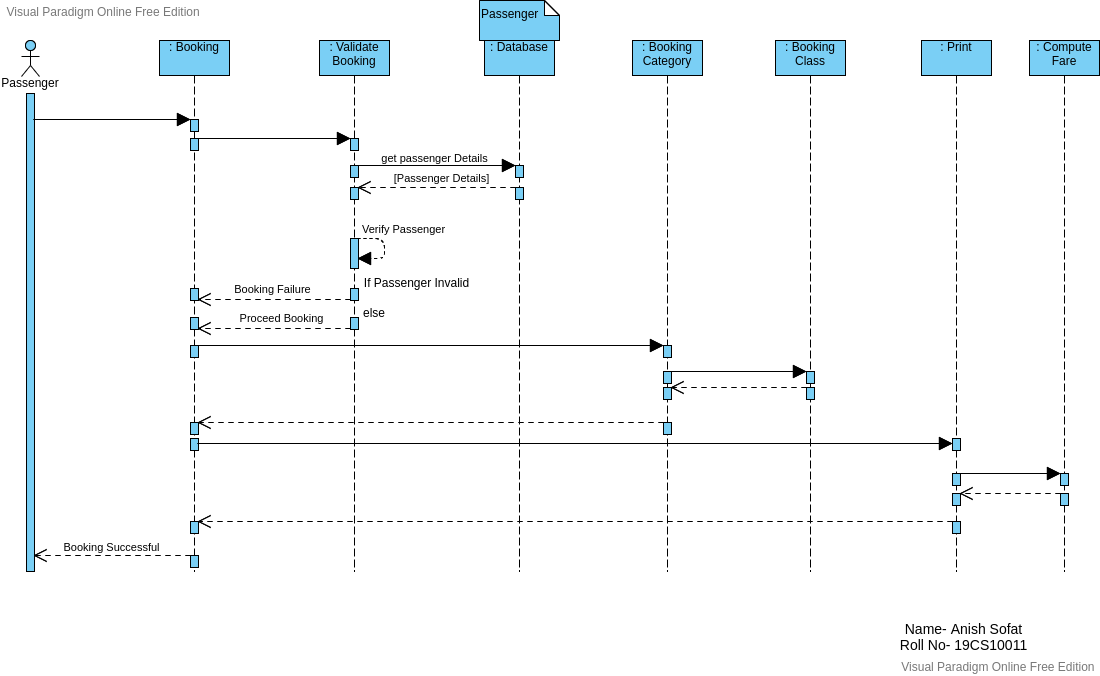 Visual Paradigm Online Free Edition
Passenger
Passenger
: Booking
: Validate
Booking
: Database
: Booking
Category
: Booking
Class
: Print
: Compute
Fare
get passenger Details
[Passenger Details]
Verify Passenger
If Passenger Invalid
Booking Failure
else
Proceed Booking
Booking Successful
Name- Anish Sofat
Roll No- 19CS10011
Visual Paradigm Online Free Edition